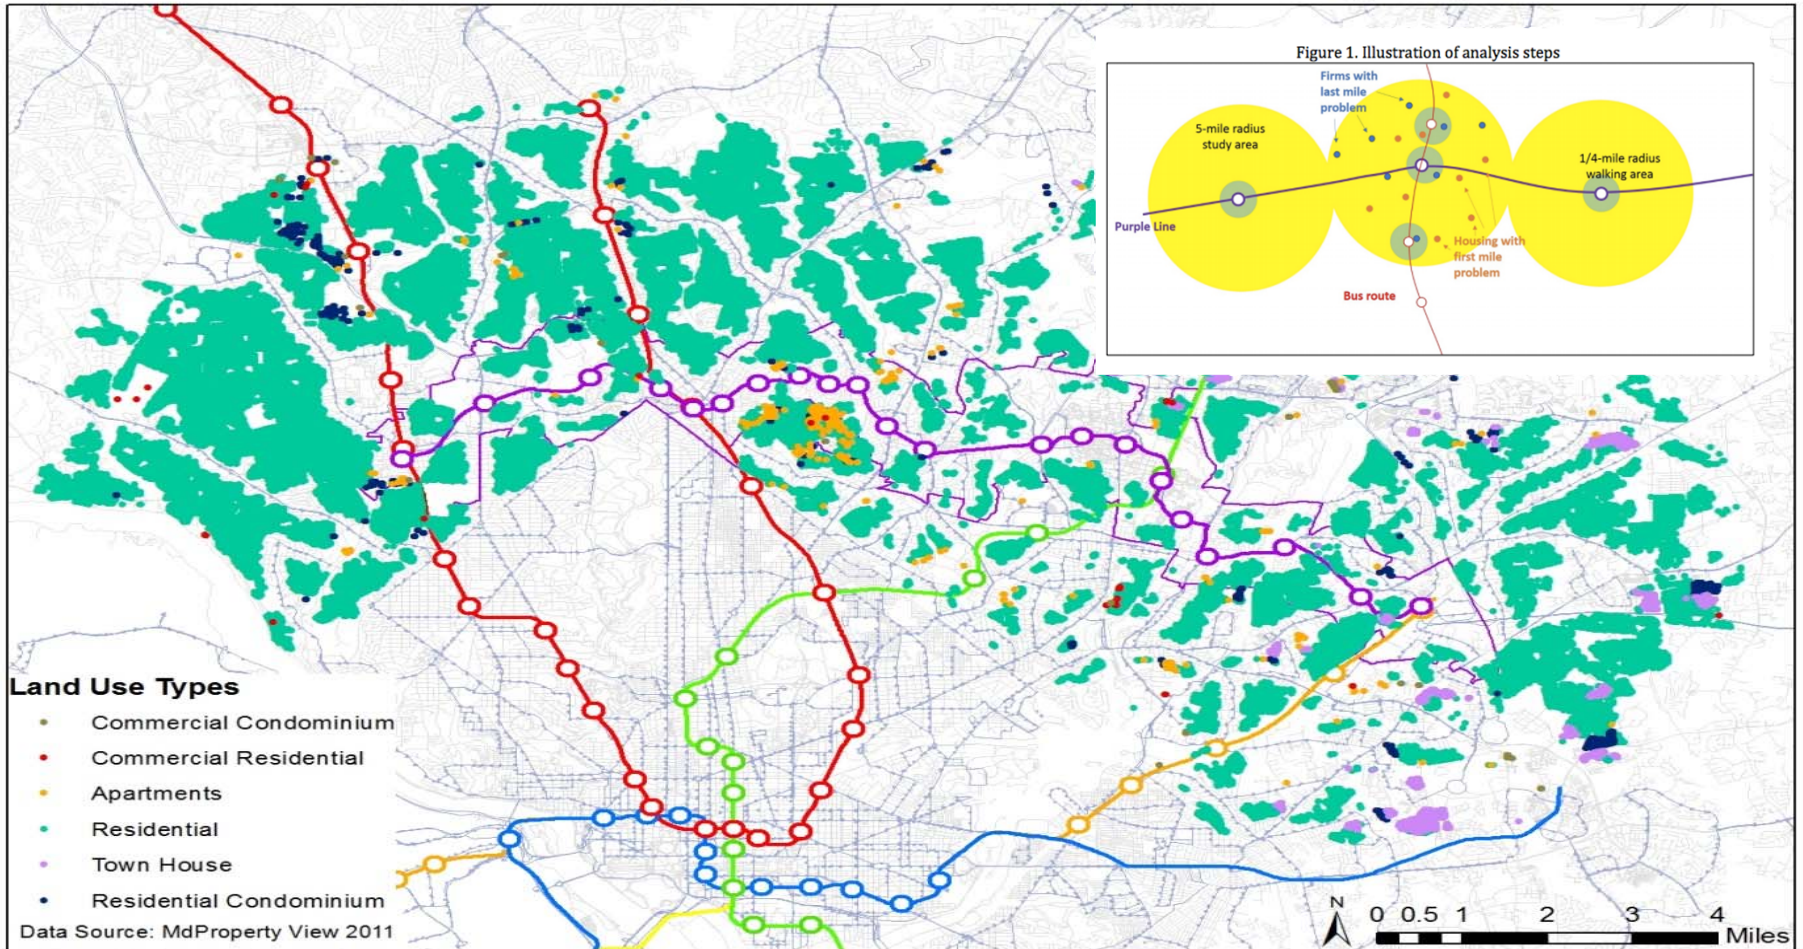 Figure 1. Illustration of analysis steps
Firms with
last mile
problem
5-mile radius
study area
1/4-mile radius
walking area
Purple Line
Housing with
first mile
problem
Bus route
Land Use Types
Commercial Condominium
Commercial Residential
Apartments
Residential
Town House
Residential Condominium
Data Source: MdProperty View 2011
N
0 0.5 1 2 3 4
Miles